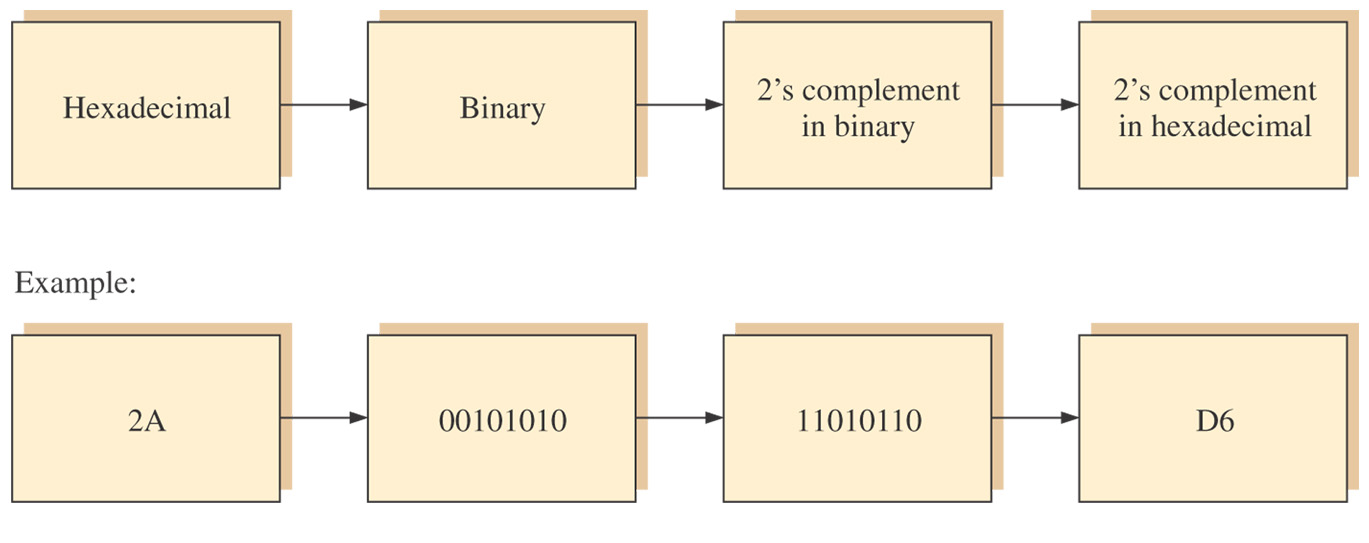 Hexadecimal
Binary
2’s complement
in binary
2’s complement
in hexadecimal
Example:
2A
00101010
11010110
D6